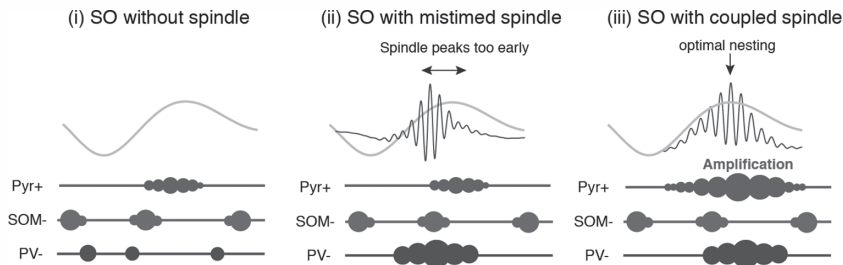 (i) SO without spindle
(ii) SO with mistimed spindle
(iii) SO with coupled spindle
Spindle peaks too early
optimal nesting
Amplification
Pyr+
SOM-
PV-
Pyr+
SOM-
PV-
Pyr+
SOM-
PV-